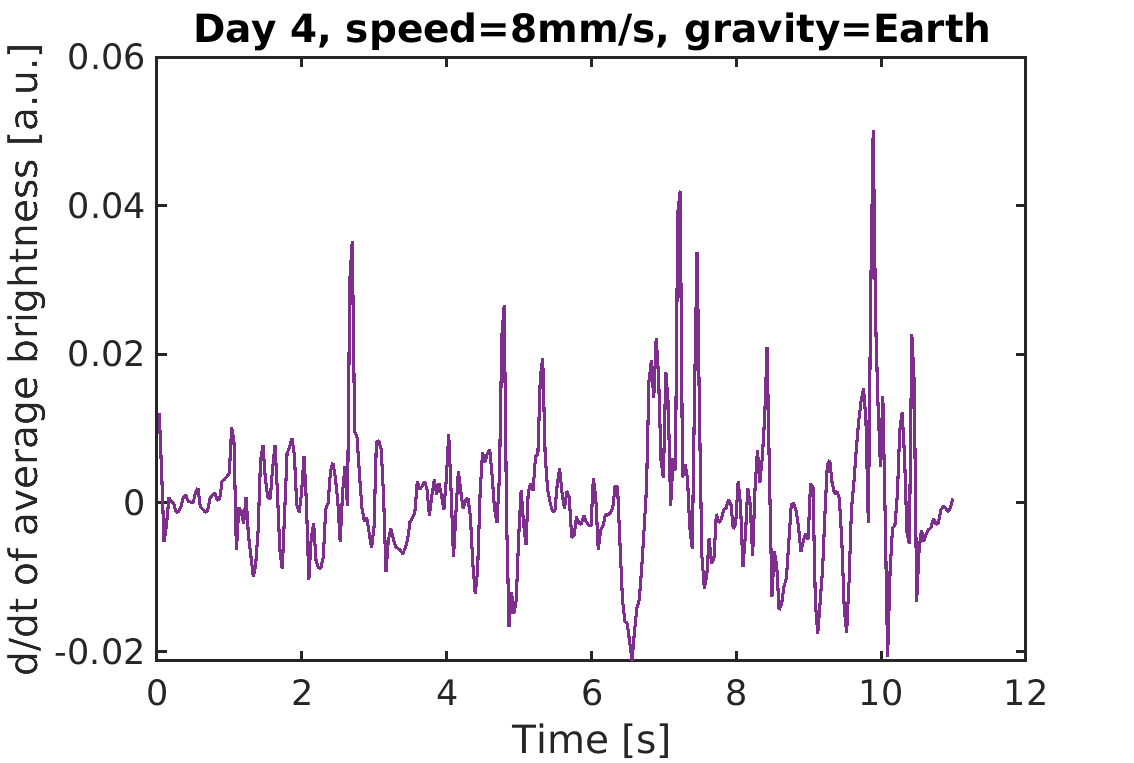 Day 4, speed=8mm/s, gravity=Earth
d/dt of average brightness [a.u.]
0.06
0.04
0.02
0
-0.02
0 2 4 6 8 10 12
Time [s]